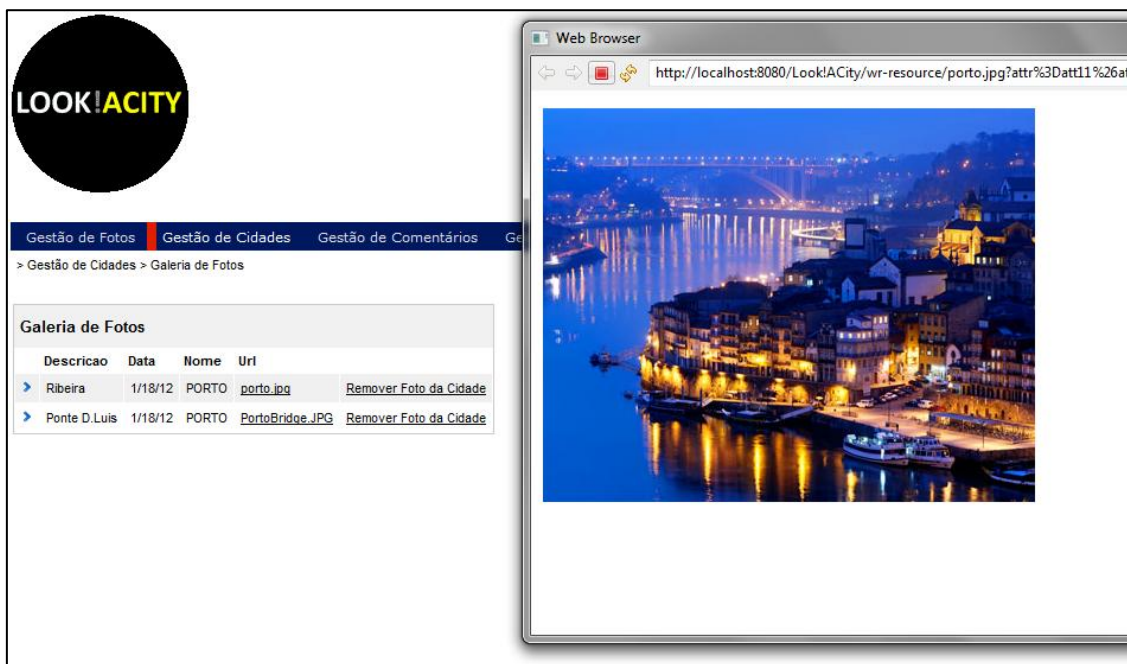 LOOK!ACITY
Gestão de Fotos Gestão de Cidades Gestão de Comentários Ge
> Gestão de Cidades > Galeria de Fotos
Galeria de Fotos
Descricao Data Nome Url
Ribeira 1/18/12 PORTO porto.jpg Remover Foto da Cidade
Ponte D.Luis 1/18/12 PORTO PortoBridge.JPG Remover Foto da Cidade
Web Browser
http://localhost:8080/Look!ACity/wr-resource/porto.jpg?attr%3Datt11%26at